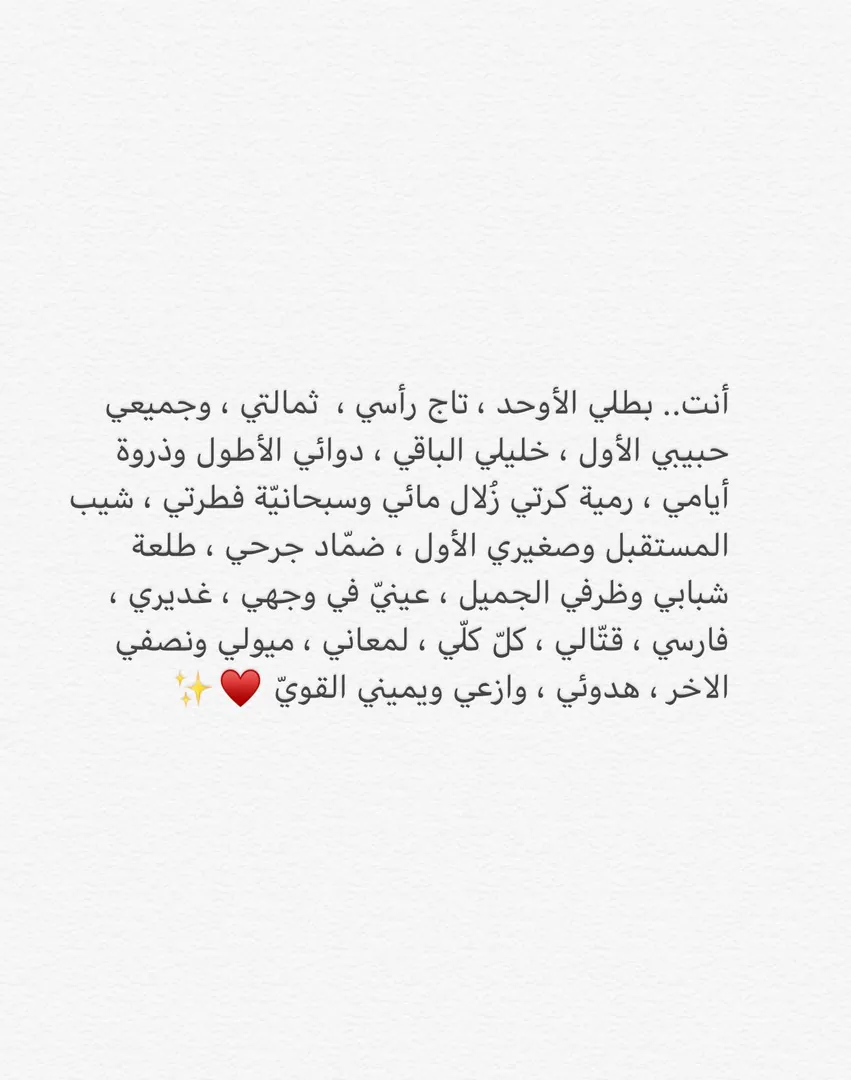 أنت.. بطلي الأوحد ، تاج رأسي ، ثمالتي ، وجميعي
حبيبي الأول ، خليلي الباقي ، دوائي الأطول وذروة
أيامي ، رمية كرتي زُلال مائي وسبحانيّة فطرتي ، شيب
المستقبل وصغيري الأول ، ضمّاد جرحي ، طلعة
شبابي وظرفي الجميل ، عينيّ في وجهي ، غديري ،
فارسي ، قتّالي ، كلّ كلّي ، لمعاني ، ميولي ونصفي
الاخر ، هدوئي ، وازعي ويميني القويّ ♥️ ✨